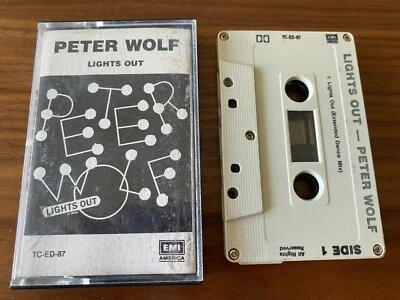 PETER WOLF
LIGHTS OUT
PETER
WOLF
LIGHTS OUT
TC-ED-87
EMI
AMERICA
TC-ED-87
EMI
LIGHTS OUT — PETER WOLF
1 Lights Out (Extended Dance Mix)
All Rights
Reserved
SIDE 1